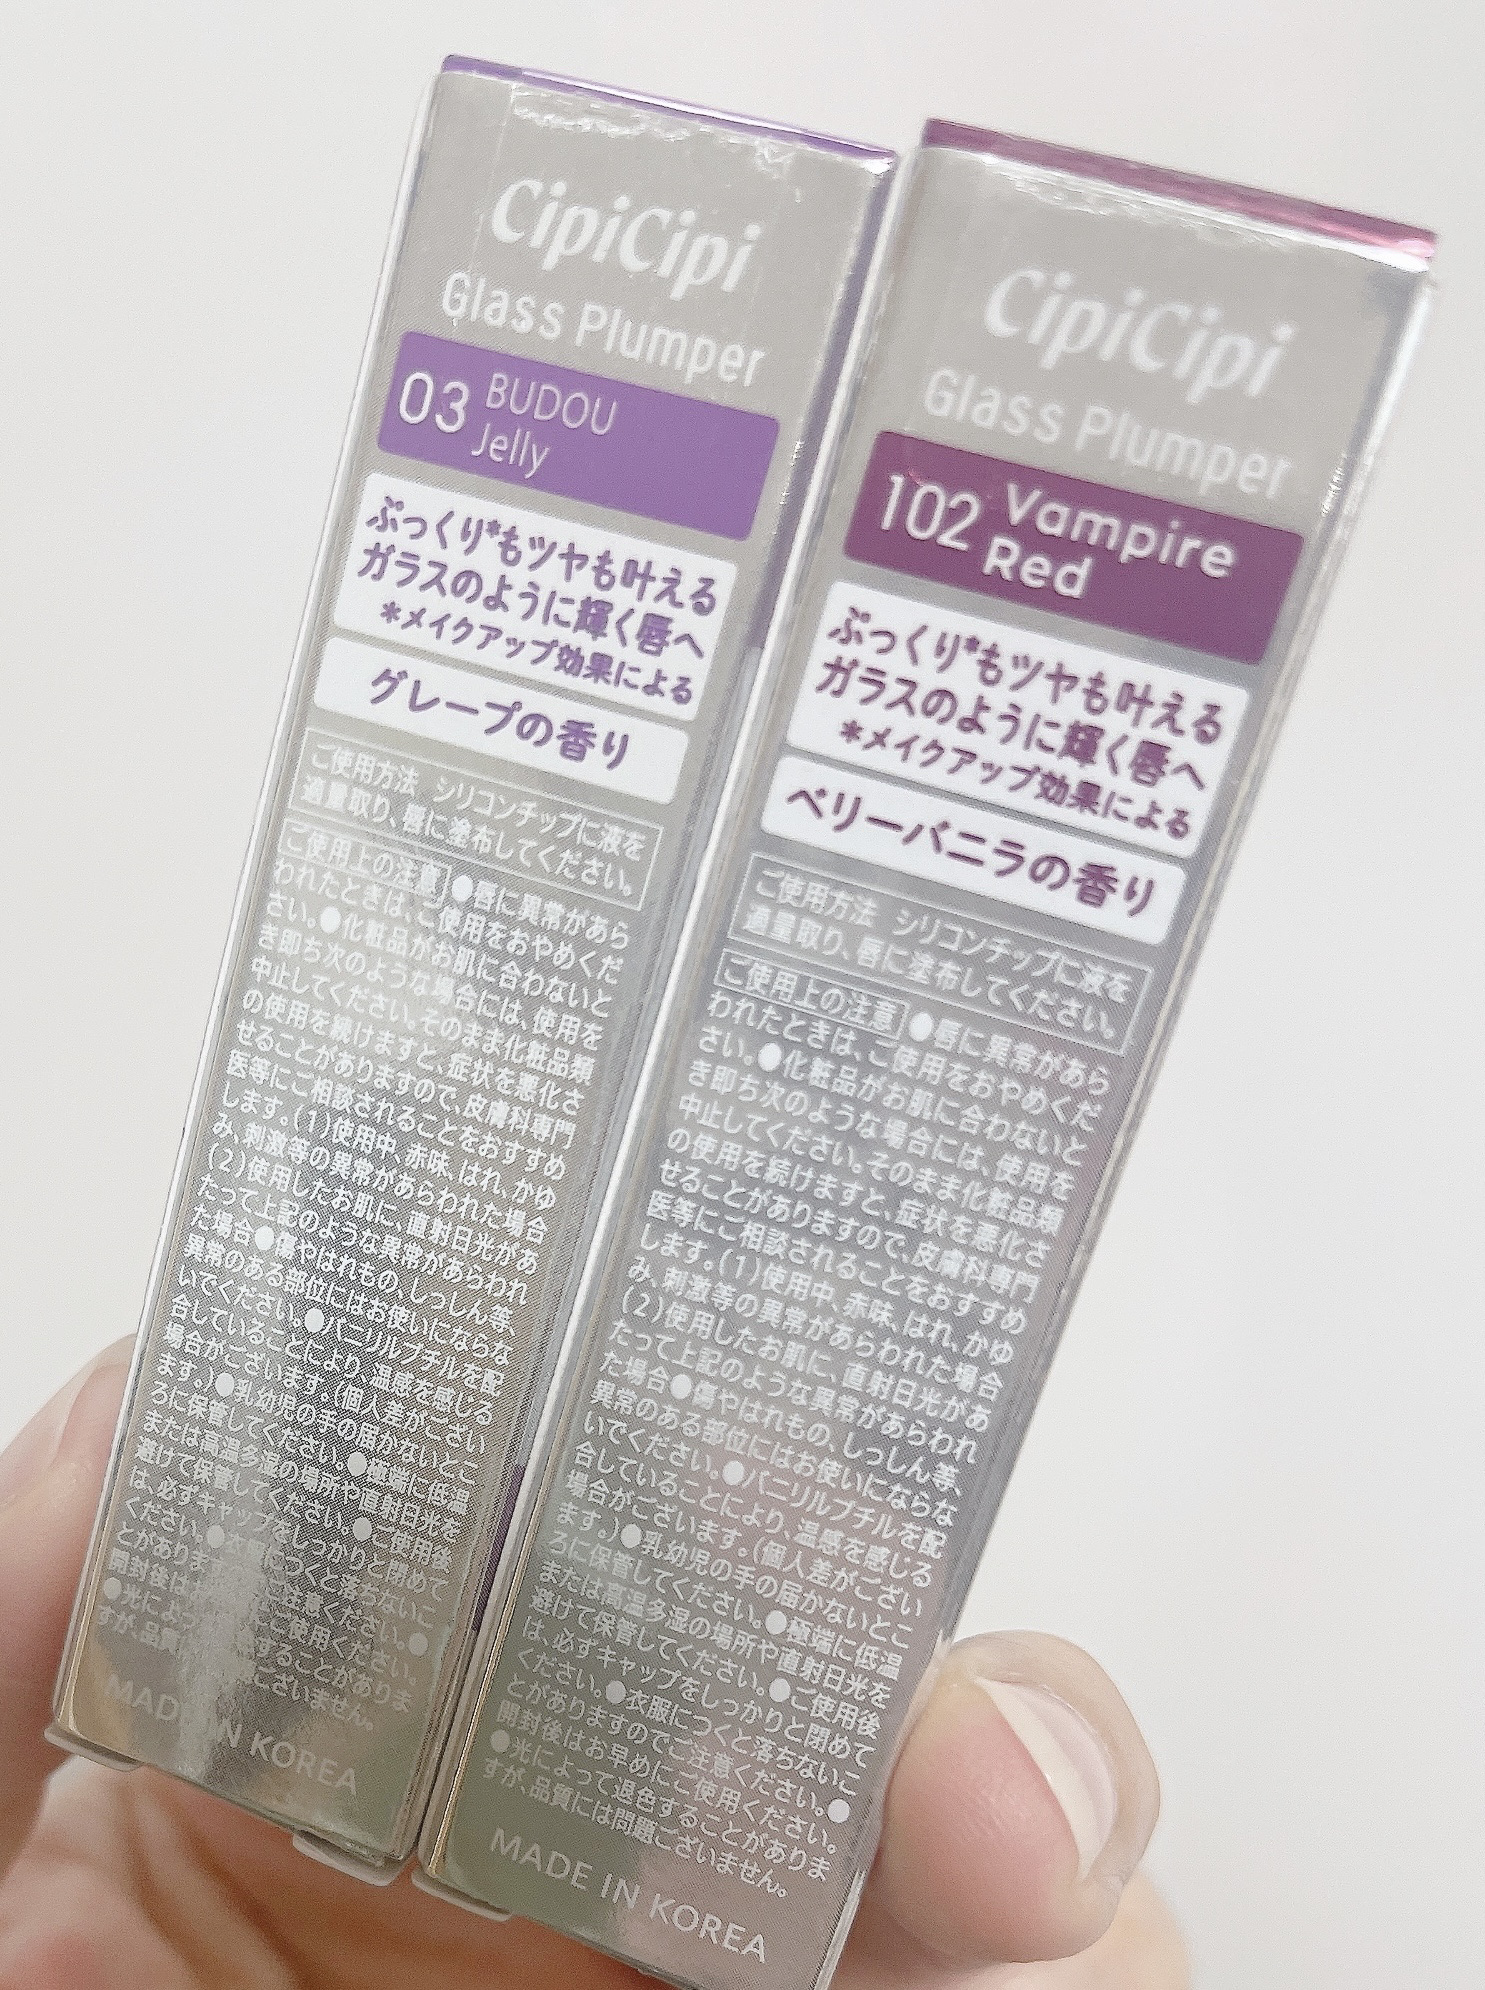 CipiCipi
Glass Plumper
03 BUDOU
Jelly
ぷっくり*もツヤも叶える
ガラスのように輝く唇へ
*メイクアップ効果による
グレープの香り
ご使用方法 シリコンチップに液を
適量取り、唇に塗布してください。
ご使用上の注意 ●唇に異常があら
われたときは、ご使用をおやめくだ
さい。●化粧品がお肌に合わないと
き即ち次のような場合には、使用を
中止してください。そのまま化粧品類
の使用を続けますと、症状を悪化さ
せることがありますので、皮膚科専門
医等にご相談されることをおすすめ
します。(1)使用中、赤味、はれ、かゆ
み、刺激等の異常があらわれた場合
(2)使用したお肌に、直射日光があ
たって上記のような異常があらわれ
た場合●傷やはれもの、しっしん等、
異常のある部位にはお使いにならな
いでください。●バニリルブチルを配
合していることにより、温感を感じる
場合がございます。(個人差がござい
ます。)●乳幼児の手の届かないとこ
ろに保管してください。●極端に低温
または高温多湿の場所や直射日光を
避けて保管してください。●ご使用後
は、必ずキャップをしっかりと閉めて
ください。●衣服につくと落ちないこ
とがありますので注意ください。●
開封後は ご使用ください。
●光によっ することがありま
すが、品質 ございません。
MADE IN KOREA
CipiCipi
Glass Plumper
102 Vampire
Red
ぷっくり*もツヤも叶える
ガラスのように輝く唇へ
*メイクアップ効果による
ベリーバニラの香り
ご使用方法 シリコンチップに液を
適量取り、唇に塗布してください。
ご使用上の注意 ●唇に異常があら
われたときは、ご使用をおやめくだ
さい。●化粧品がお肌に合わないと
き即ち次のような場合には、使用を
中止してください。そのまま化粧品類
の使用を続けますと、症状を悪化さ
せることがありますので、皮膚科専門
医等にご相談されることをおすすめ
します。(1)使用中、赤味、はれ、かゆ
み、刺激等の異常があらわれた場合
(2)使用したお肌に、直射日光があ
たって上記のような異常があらわれ
た場合●傷やはれもの、しっしん等、
異常のある部位にはお使いにならな
いでください。●バニリルブチルを配
合していることにより、温感を感じる
場合がございます。(個人差がござい
ます。)●乳幼児の手の届かないとこ
ろに保管してください。●極端に低温
または高温多湿の場所や直射日光を
避けて保管してください。●ご使用後
は、必ずキャップをしっかりと閉めて
ください。●衣服につくと落ちないこ
とがありますのでご注意ください。●
開封後はお早めにご使用ください。
●光によって退色することがありま
すが、品質には問題ございません。
MADE IN KOREA